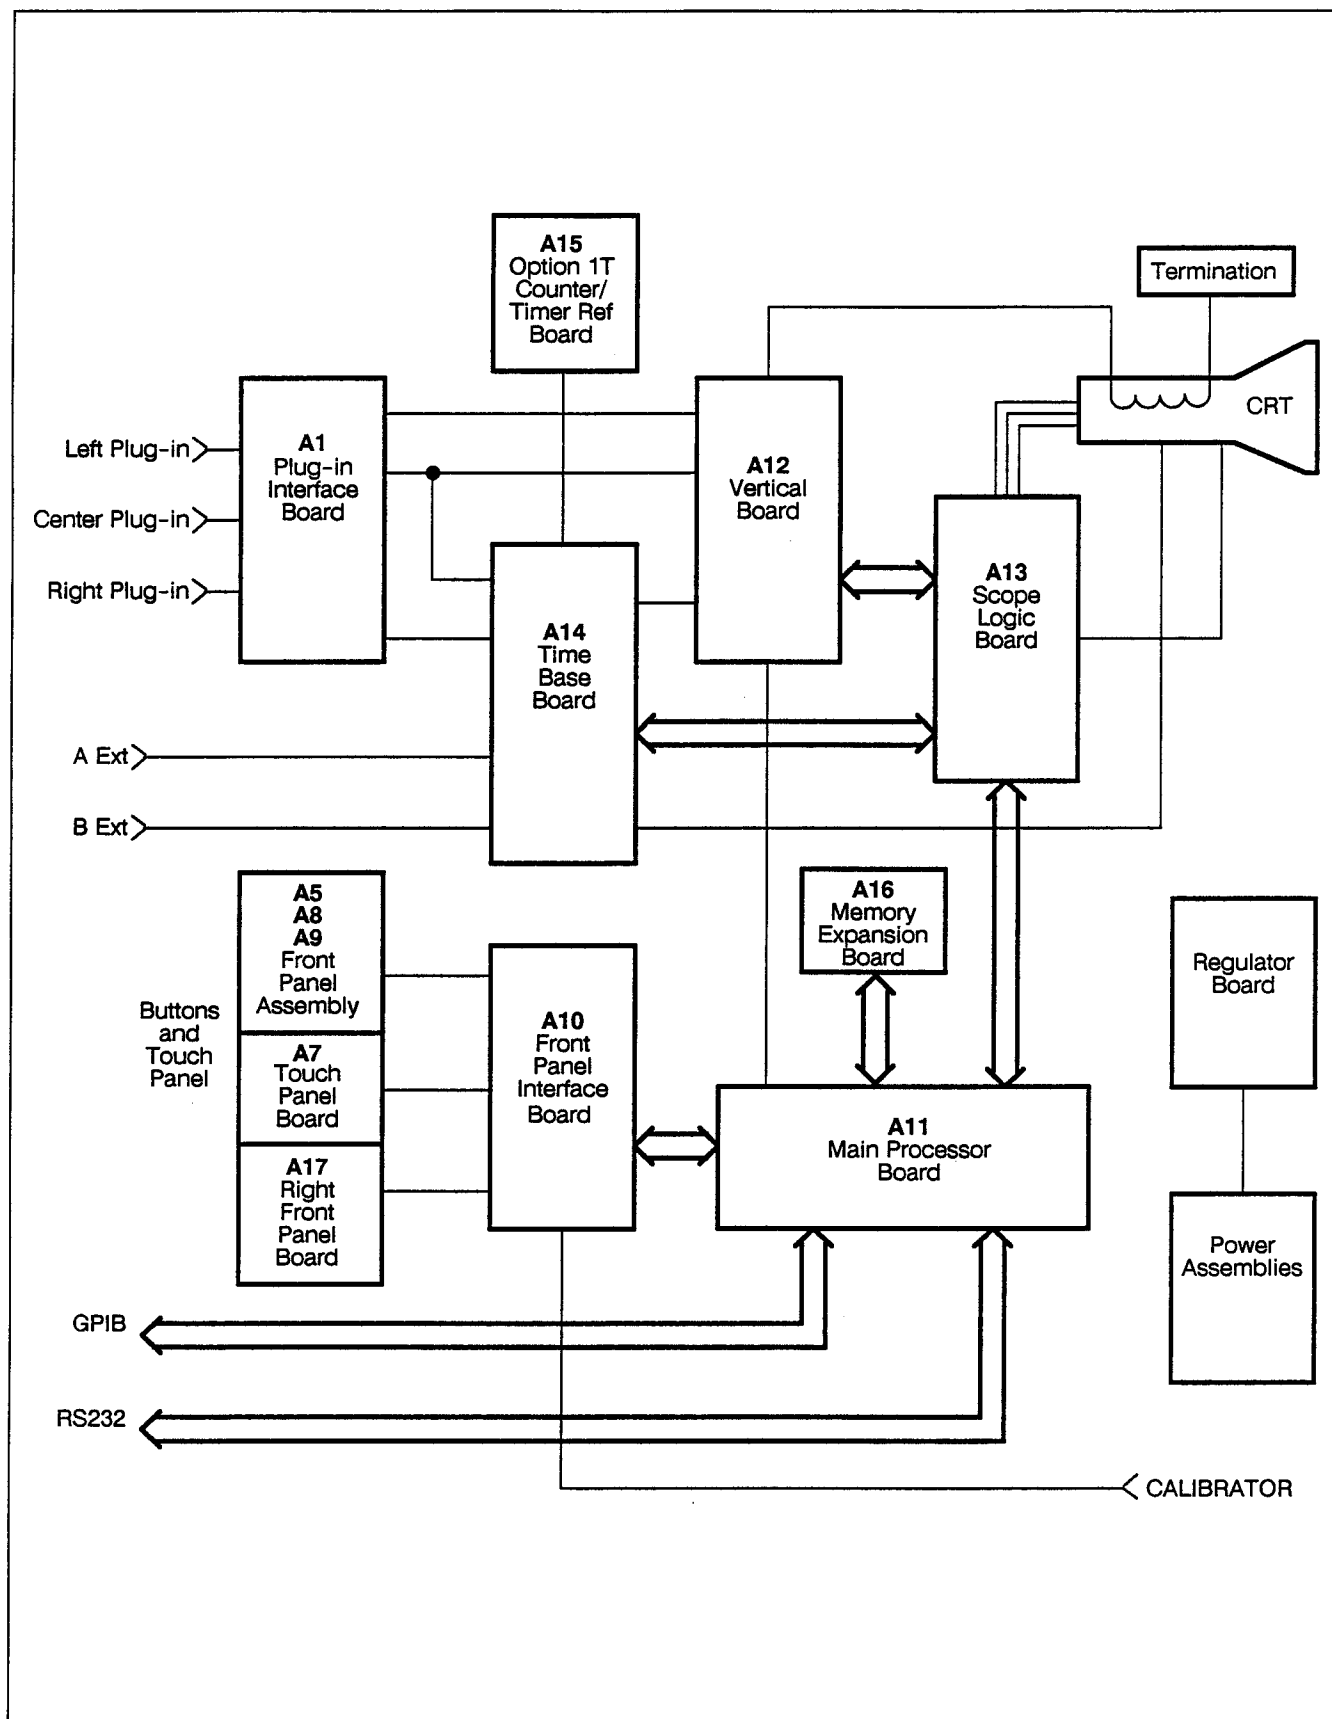 A15
Option 1T
Counter/
Timer Ref
Board
Termination
CRT
Left Plug-in
Center Plug-in
Right Plug-in
A1
Plug-in
Interface
Board
A12
Vertical
Board
A13
Scope
Logic
Board
A14
Time
Base
Board
A Ext
B Ext
A5
A8
A9
Front
Panel
Assembly
Buttons
and
Touch
Panel
A7
Touch
Panel
Board
A17
Right
Front
Panel
Board
A10
Front
Panel
Interface
Board
A16
Memory
Expansion
Board
A11
Main Processor
Board
Regulator
Board
Power
Assemblies
GPIB
RS232
CALIBRATOR